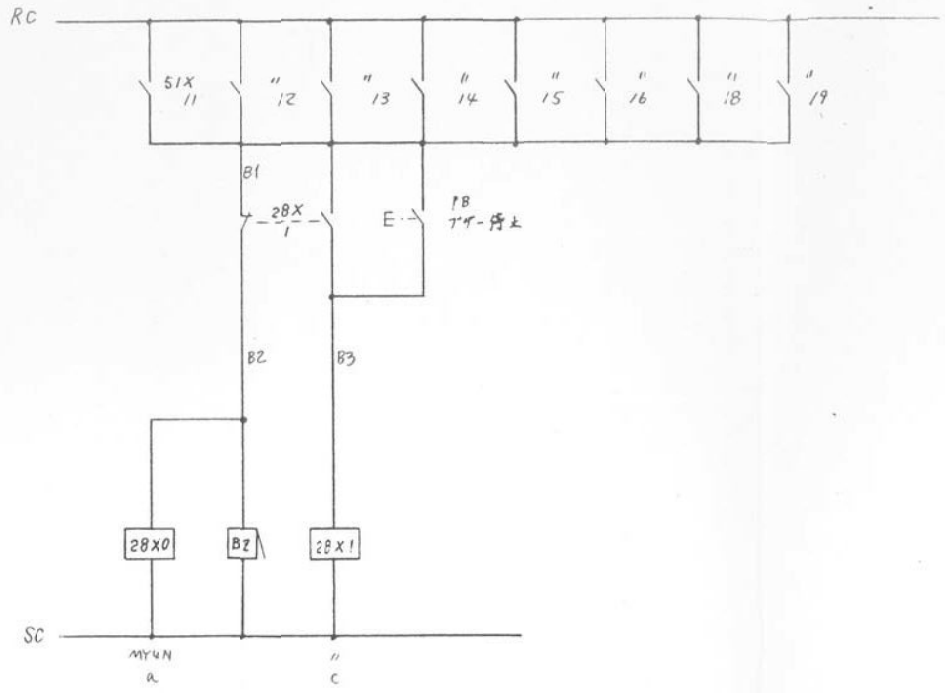 RC
51X 〃 〃 〃 〃 〃 〃 〃
11 12 13 14 15 16 18 19
B1
28X
1
E
PB
ブザー停止
B2
B3
28X0
BZ
28X1
SC
MY4N 〃
a c